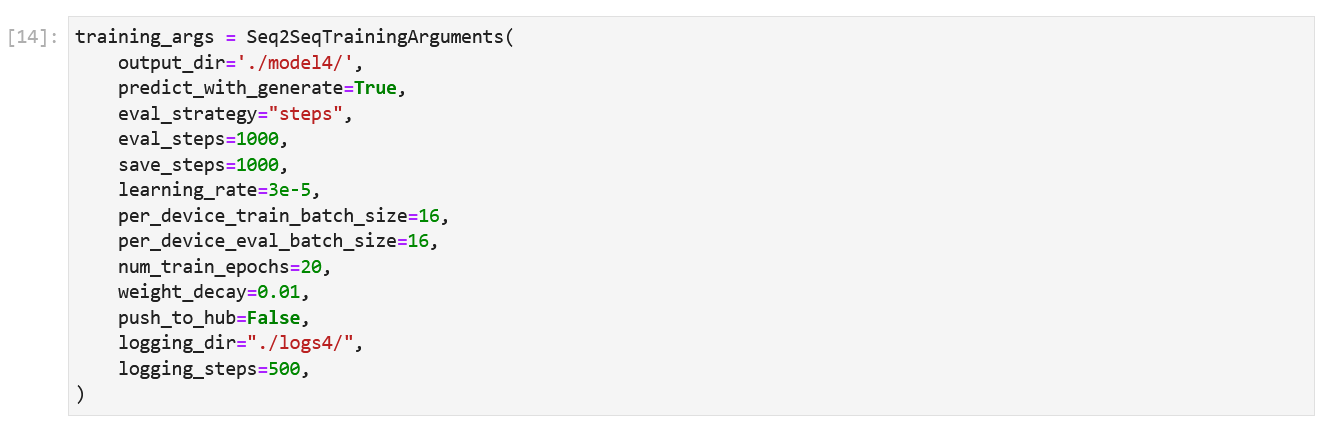 [14]: training_args = Seq2SeqTrainingArguments(
    output_dir='./model4/',
    predict_with_generate=True,
    eval_strategy="steps",
    eval_steps=1000,
    save_steps=1000,
    learning_rate=3e-5,
    per_device_train_batch_size=16,
    per_device_eval_batch_size=16,
    num_train_epochs=20,
    weight_decay=0.01,
    push_to_hub=False,
    logging_dir="./logs4/",
    logging_steps=500,
)